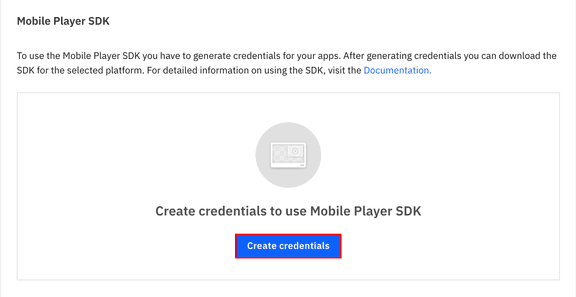 Mobile Player SDK
To use the Mobile Player SDK you have to generate credentials for your apps. After generating credentials you can download the
SDK for the selected platform. For detailed information on using the SDK, visit the Documentation.
Create credentials to use Mobile Player SDK
Create credentials